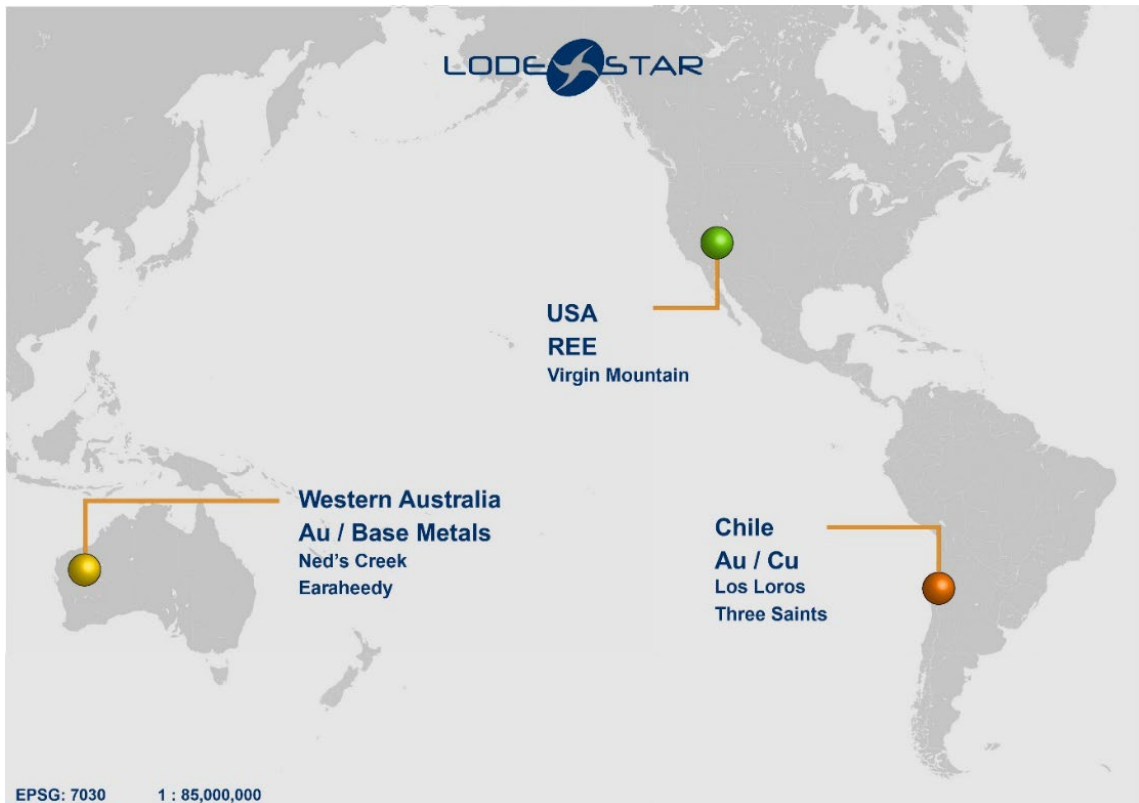 LODESTAR
USA
REE
Virgin Mountain
Western Australia
Au / Base Metals
Ned's Creek
Earaheedy
Chile
Au / Cu
Los Loros
Three Saints
EPSG: 7030 1 : 85,000,000